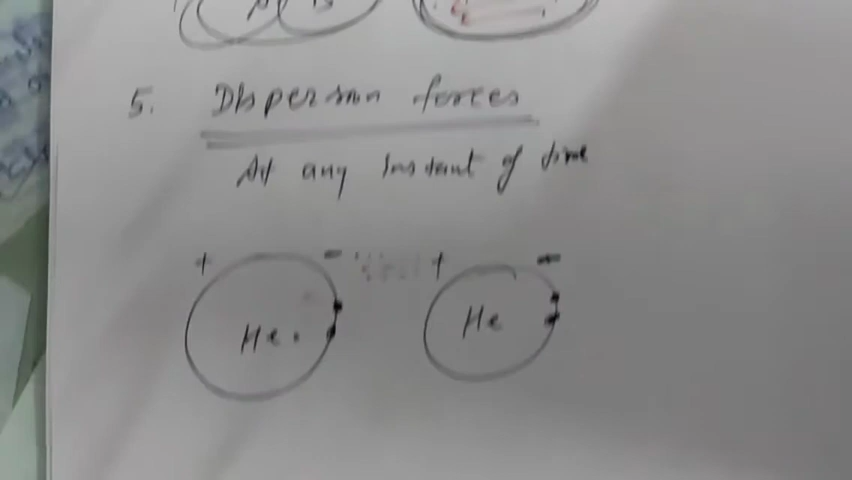 5. Dispersion forces
At any instant of time
+ - + -
He. He